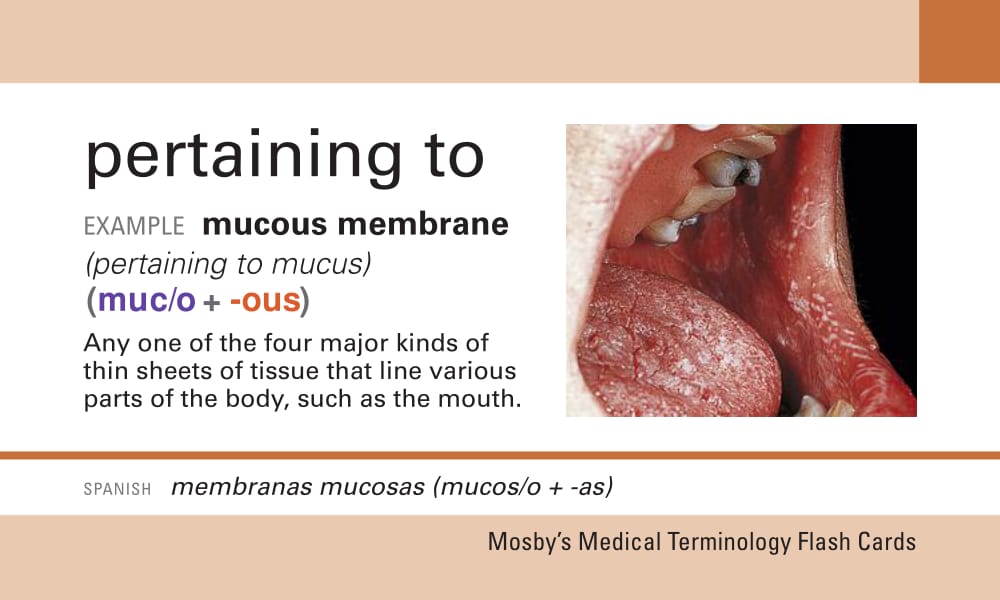 pertaining to
EXAMPLE mucous membrane
(pertaining to mucus)
(muc/o + -ous)
Any one of the four major kinds of
thin sheets of tissue that line various
parts of the body, such as the mouth.
SPANISH membranas mucosas (mucos/o + -as)
Mosby's Medical Terminology Flash Cards